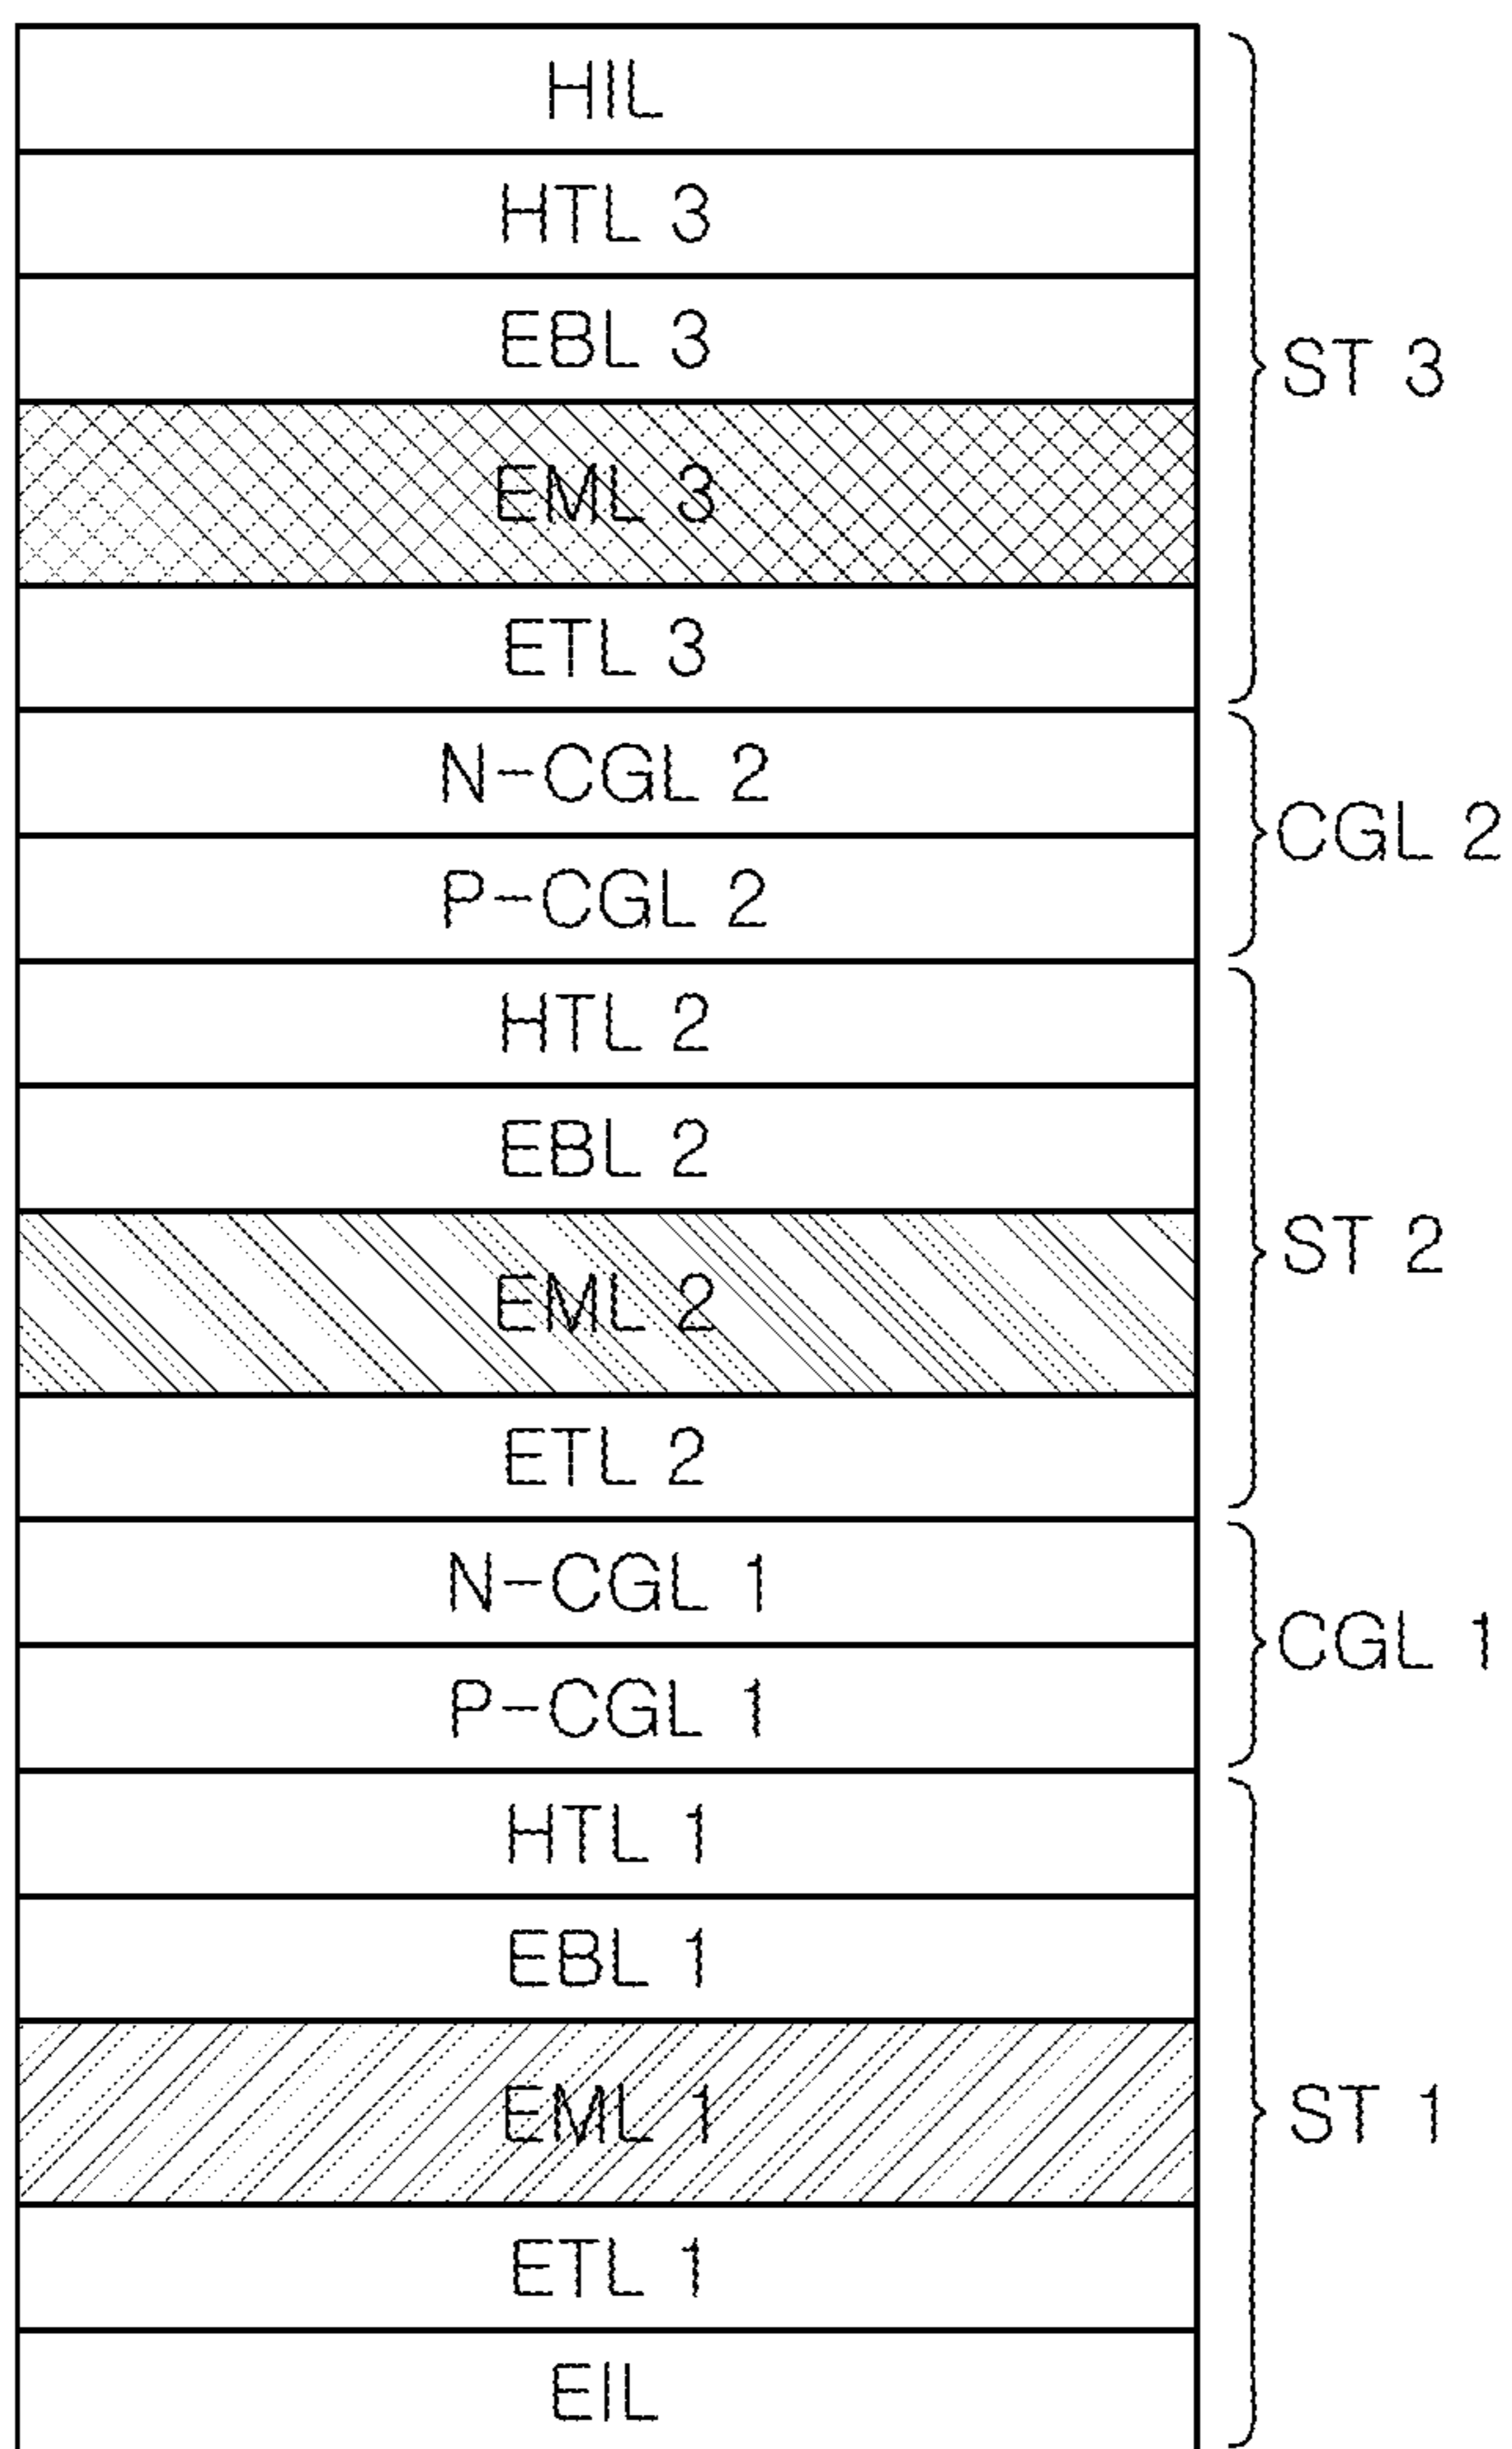 HIL
HTL 3
EBL 3
ST 3
EML 3
ETL 3
N-CGL 2
CGL 2
P-CGL 2
HTL 2
EBL 2
ST 2
EML 2
ETL 2
N-CGL 1
CGL 1
P-CGL 1
HTL 1
EBL 1
EML 1
ST 1
ETL 1
EIL